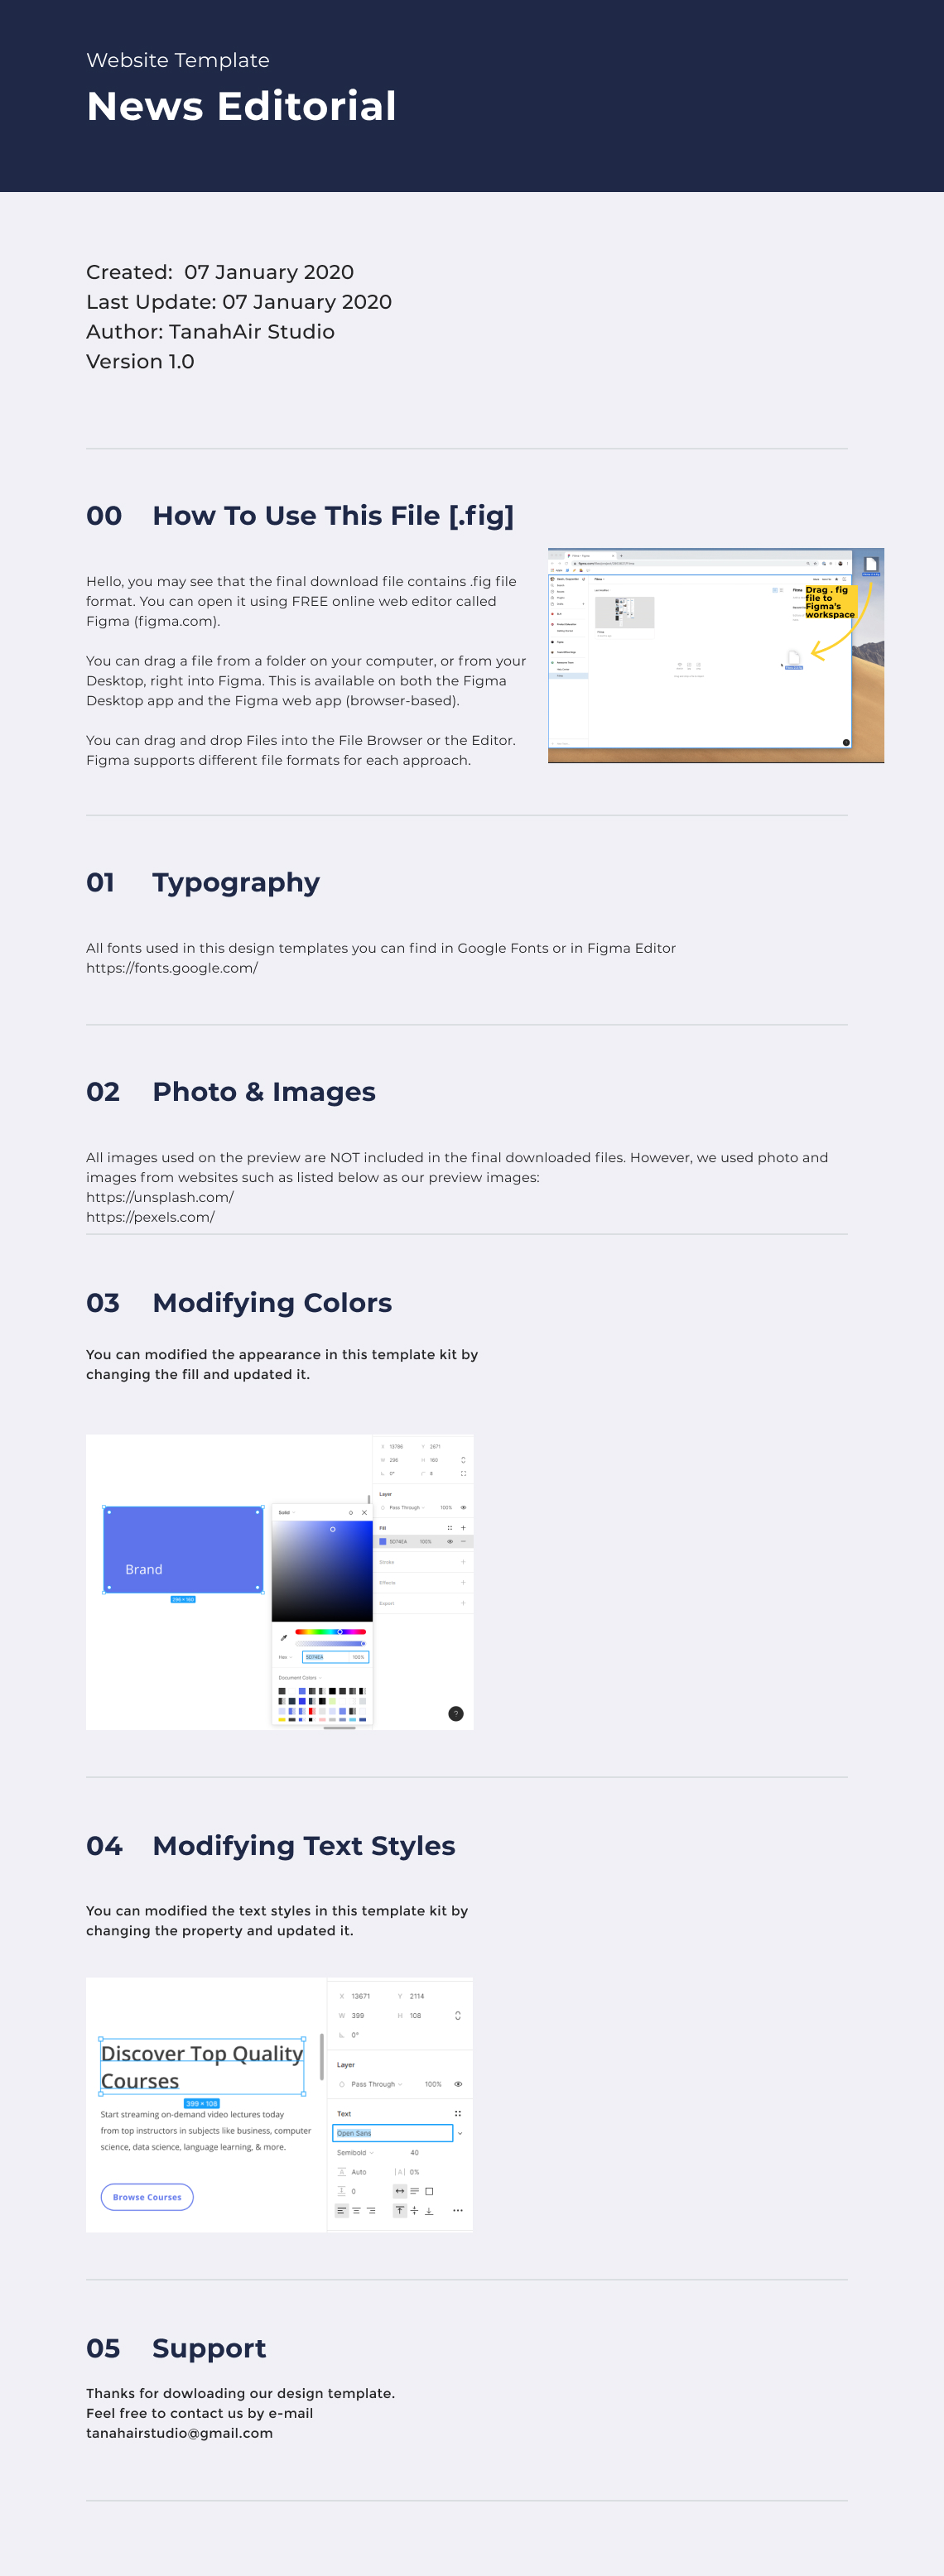 Website Template
News Editorial
Created:  07 January 2020
Last Update: 07 January 2020
Author: TanahAir Studio
Version 1.0
00 How To Use This File [.fig]
Hello, you may see that the final download file contains .fig file
format. You can open it using FREE online web editor called
Figma (figma.com).
You can drag a file from a folder on your computer, or from your
Desktop, right into Figma. This is available on both the Figma
Desktop app and the Figma web app (browser-based).
You can drag and drop Files into the File Browser or the Editor.
Figma supports different file formats for each approach.
Drag . fig
file to
Figma's
workspace
01 Typography
All fonts used in this design templates you can find in Google Fonts or in Figma Editor
https://fonts.google.com/
02 Photo & Images
All images used on the preview are NOT included in the final downloaded files. However, we used photo and
images from websites such as listed below as our preview images:
https://unsplash.com/
https://pexels.com/
03 Modifying Colors
You can modified the appearance in this template kit by
changing the fill and updated it.
Brand
296 × 160
Solid
Hex 5D74EA 100%
Document Colors
X 13786 Y 2671
W 296 H 160
0° 8
Layer
Pass Through 100%
Fill
5D74EA 100%
Stroke
Effects
Export
?
04 Modifying Text Styles
You can modified the text styles in this template kit by
changing the property and updated it.
Discover Top Quality
Courses
399 × 108
Start streaming on-demand video lectures today
from top instructors in subjects like business, computer
science, data science, language learning, & more.
Browse Courses
X 13671 Y 2114
W 399 H 108
0°
Layer
Pass Through 100%
Text
Open Sans
Semibold 40
Auto |A| 0%
0
05 Support
Thanks for dowloading our design template.
Feel free to contact us by e-mail
tanahairstudio@gmail.com